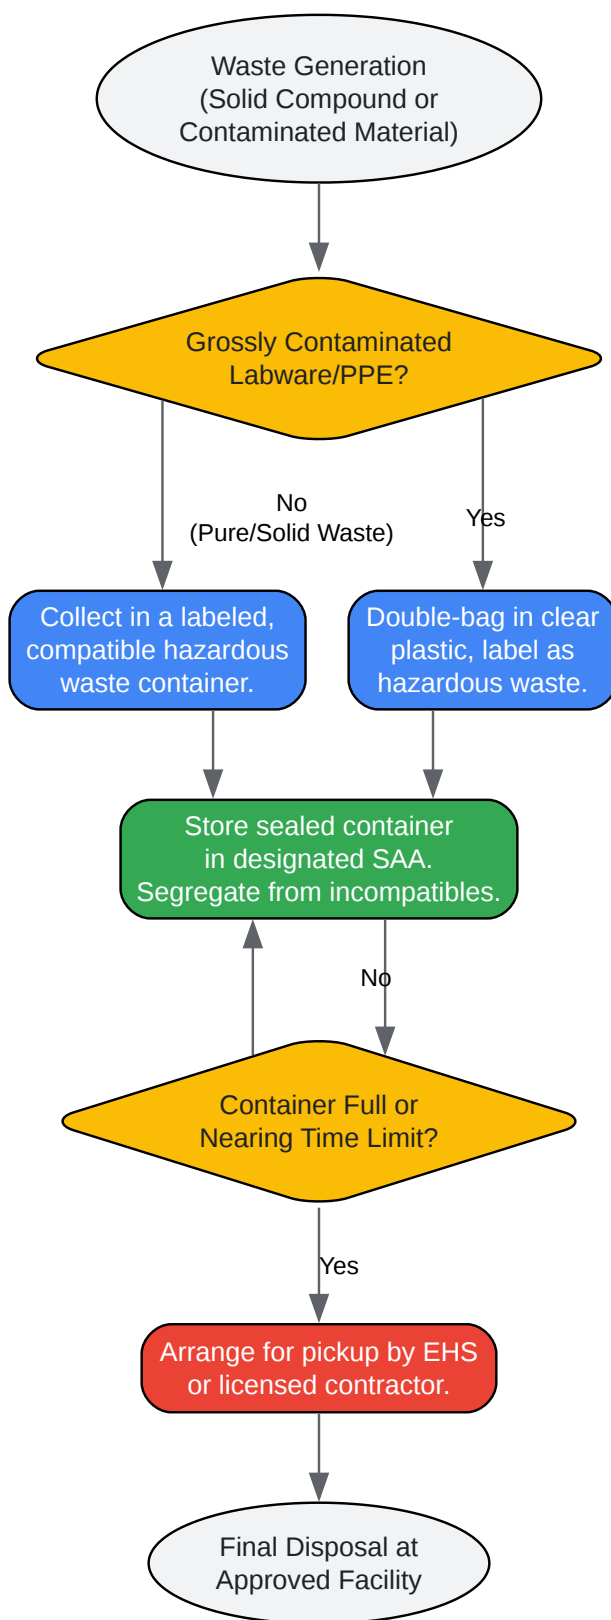 Waste Generation
(Solid Compound or
Contaminated Material)
Grossly Contaminated
Labware/PPE?
No
(Pure/Solid Waste)
Yes
Collect in a labeled,
compatible hazardous
waste container.
Double-bag in clear
plastic, label as
hazardous waste.
Store sealed container
in designated SAA.
Segregate from incompatibles.
No
Container Full or
Nearing Time Limit?
Yes
Arrange for pickup by EHS
or licensed contractor.
Final Disposal at
Approved Facility